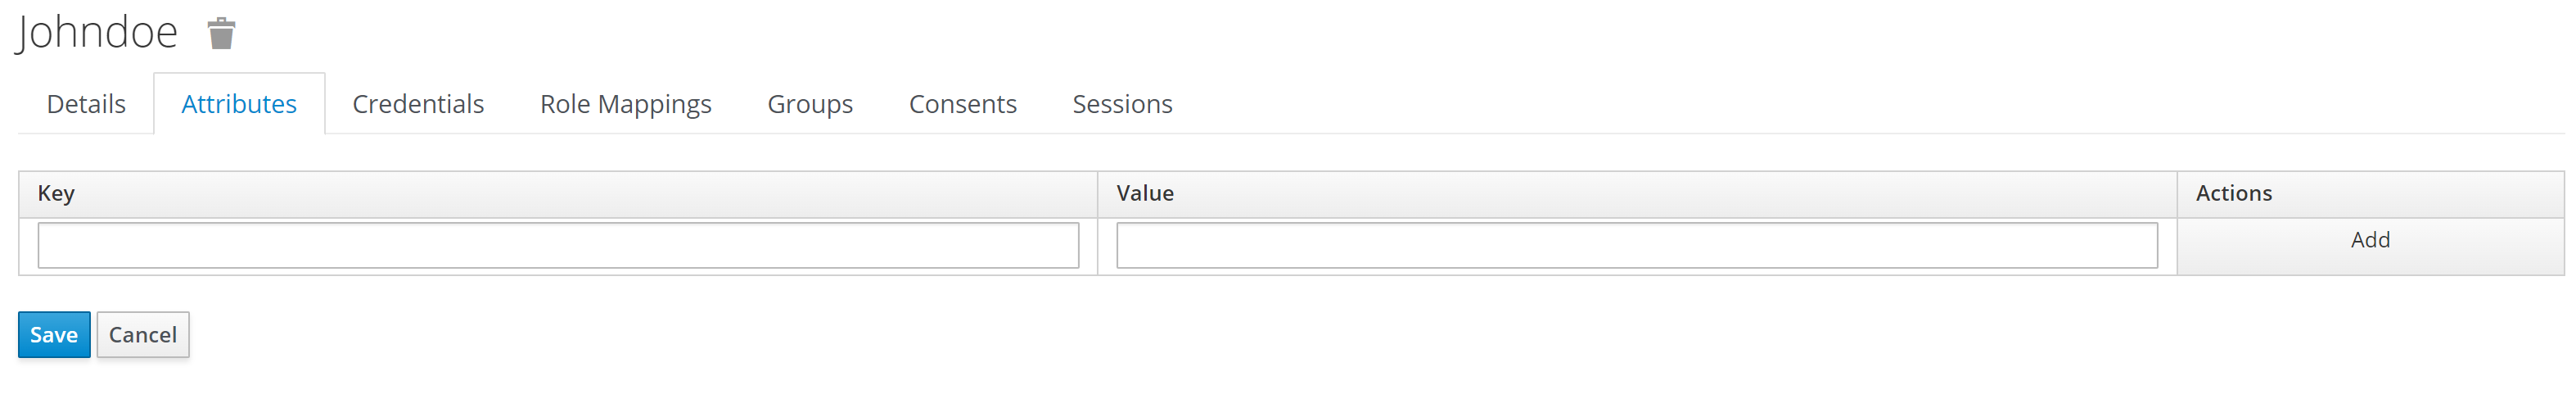 Johndoe
Details Attributes Credentials Role Mappings Groups Consents Sessions
Key Value Actions
Add
Save Cancel